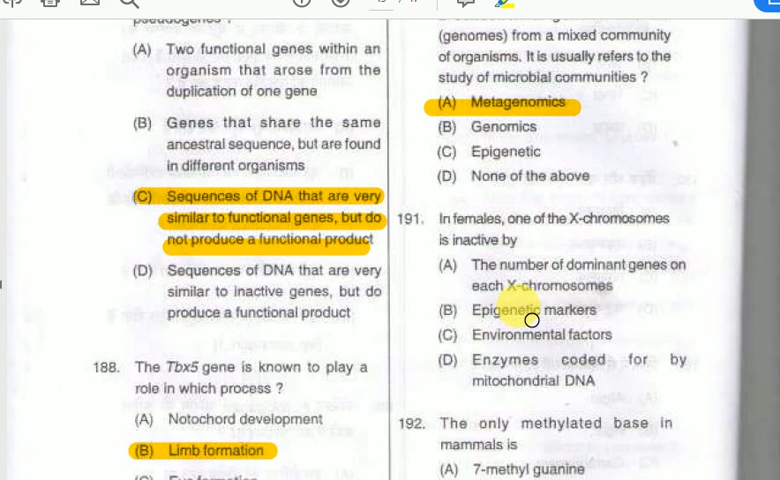 pseudogenes ?
(A) Two functional genes within an
organism that arose from the
duplication of one gene
(B) Genes that share the same
ancestral sequence, but are found
in different organisms
(C) Sequences of DNA that are very
similar to functional genes, but do
not produce a functional product
(D) Sequences of DNA that are very
similar to inactive genes, but do
produce a functional product
188. The Tbx5 gene is known to play a
role in which process ?
(A) Notochord development
(B) Limb formation
(genomes) from a mixed community
of organisms. It is usually refers to the
study of microbial communities ?
(A) Metagenomics
(B) Genomics
(C) Epigenetic
(D) None of the above
191. In females, one of the X-chromosomes
is inactive by
(A) The number of dominant genes on
each X-chromosomes
(B) Epigenetic markers
(C) Environmental factors
(D) Enzymes coded for by
mitochondrial DNA
192. The only methylated base in
mammals is
(A) 7-methyl guanine